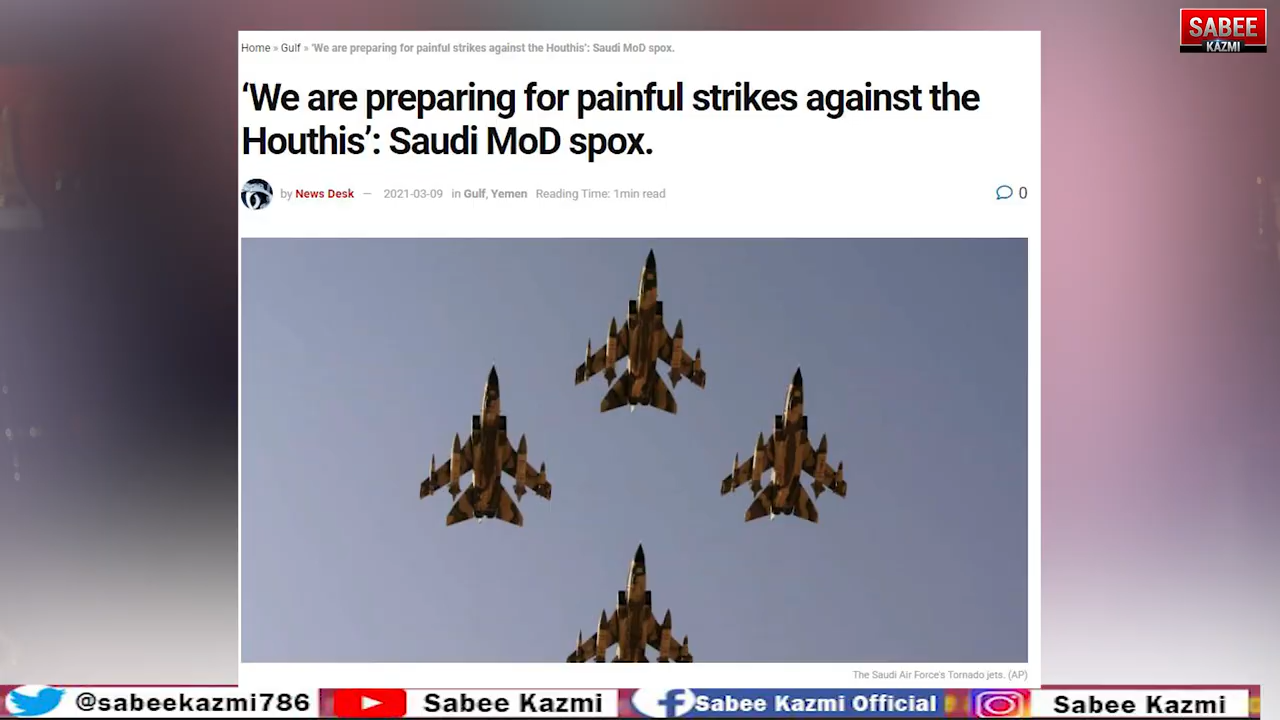 SABEE
KAZMI
Home » Gulf » ‘We are preparing for painful strikes against the Houthis’: Saudi MoD spox.
‘We are preparing for painful strikes against the
Houthis’: Saudi MoD spox.
by News Desk — 2021-03-09 in Gulf, Yemen Reading Time: 1min read
0
The Saudi Air Force's Tornado jets. (AP)
@sabeekazmi786 Sabee Kazmi Sabee Kazmi Official Sabee Kazmi